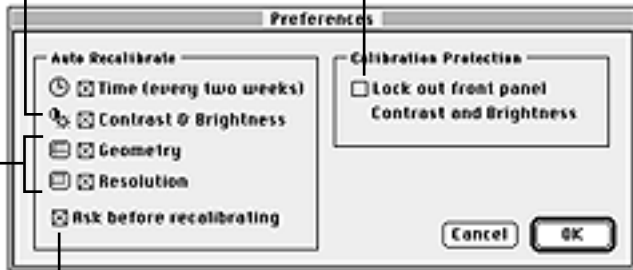 Preferences
Auto Recalibrate
Time (every two weeks)
Contrast & Brightness
Geometry
Resolution
Ask before recalibrating
Calibration Protection
Lock out front panel
Contrast and Brightness
Cancel
OK